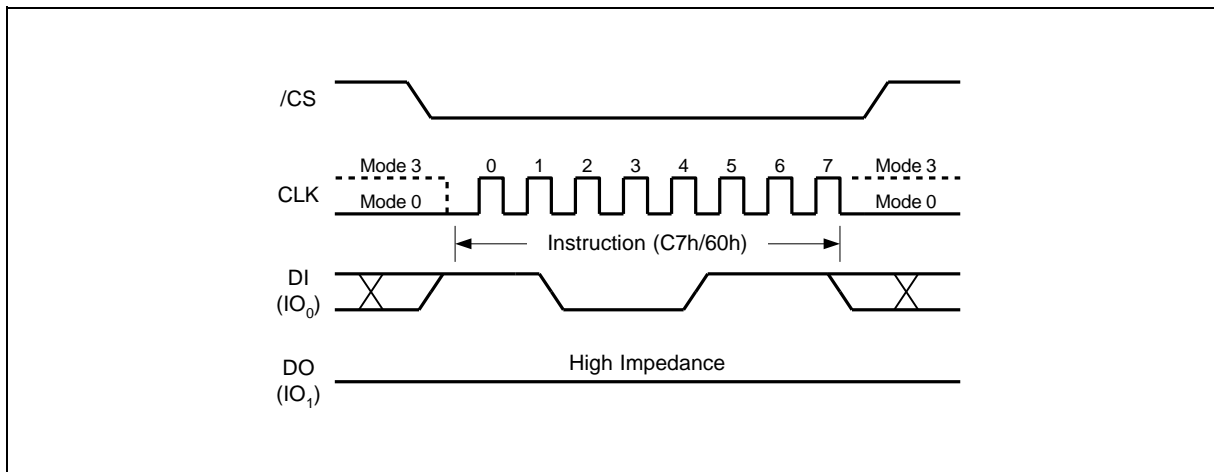 /CS
Mode 3 0 1 2 3 4 5 6 7 Mode 3
CLK
Mode 0 Mode 0
Instruction (C7h/60h)
DI
(IO0)
High Impedance
DO
(IO1)